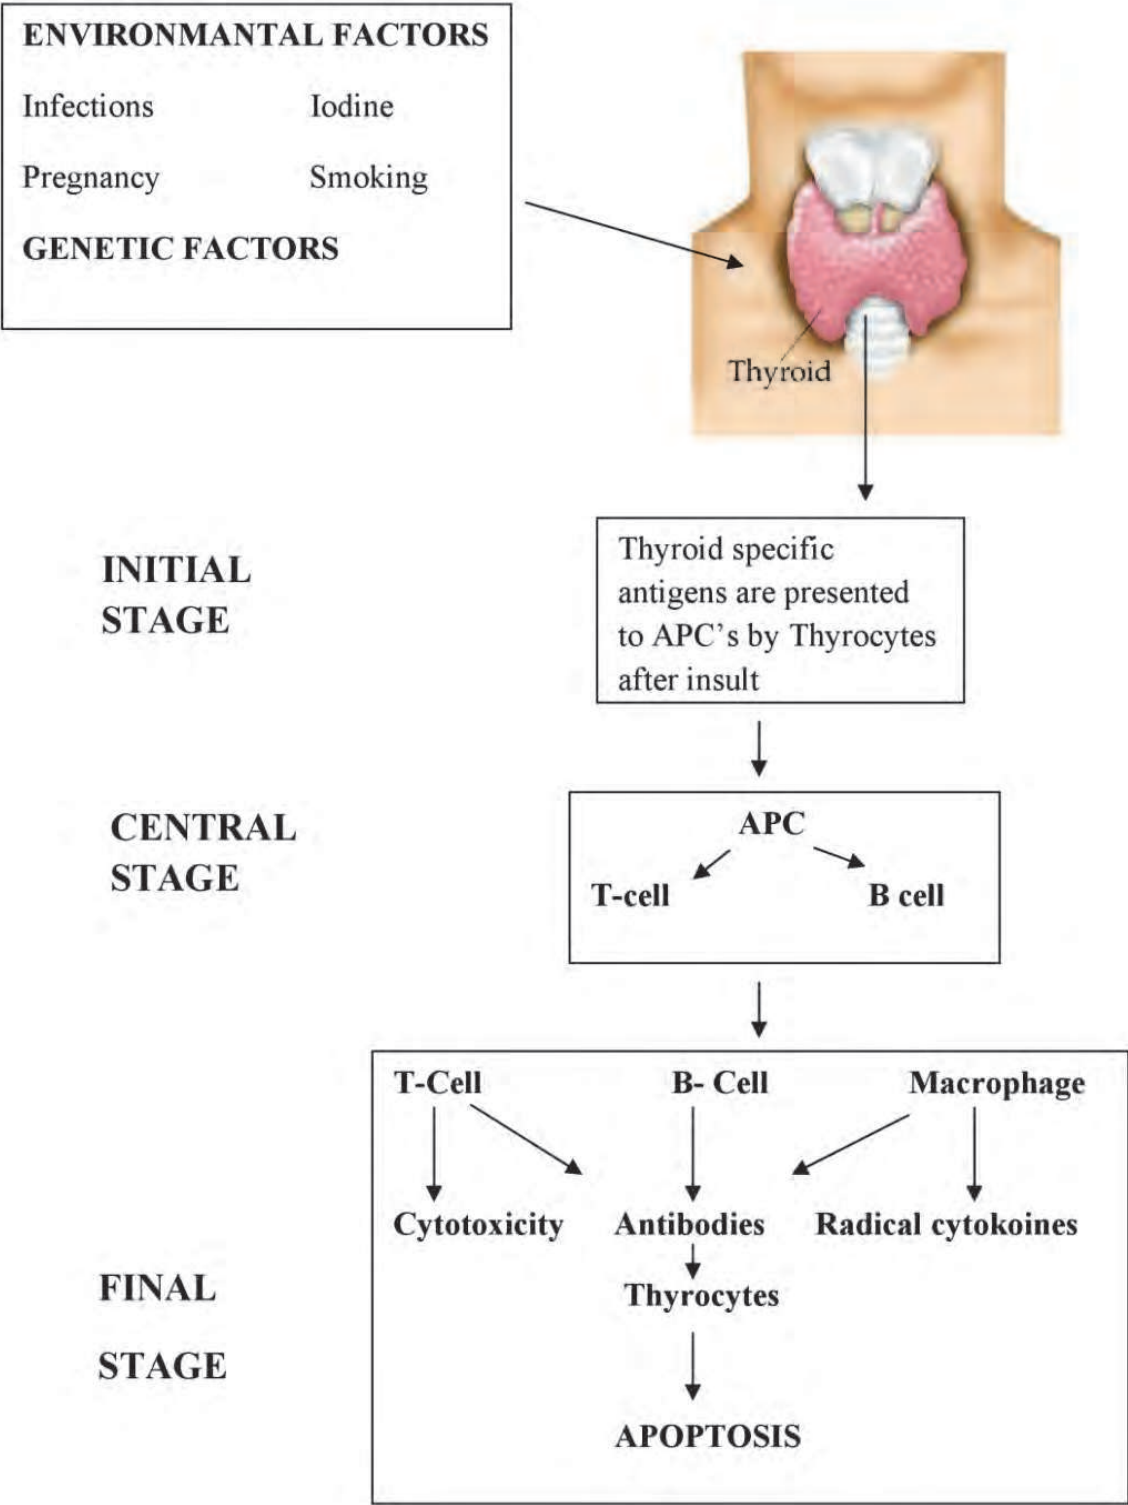 ENVIRONMANTAL FACTORS
Infections Iodine
Pregnancy Smoking
GENETIC FACTORS
Thyroid
INITIAL
STAGE
Thyroid specific
antigens are presented
to APC's by Thyrocytes
after insult
CENTRAL
STAGE
APC
T-cell B cell
T-Cell B- Cell Macrophage
Cytotoxicity Antibodies Radical cytokoines
FINAL
Thyrocytes
STAGE
APOPTOSIS